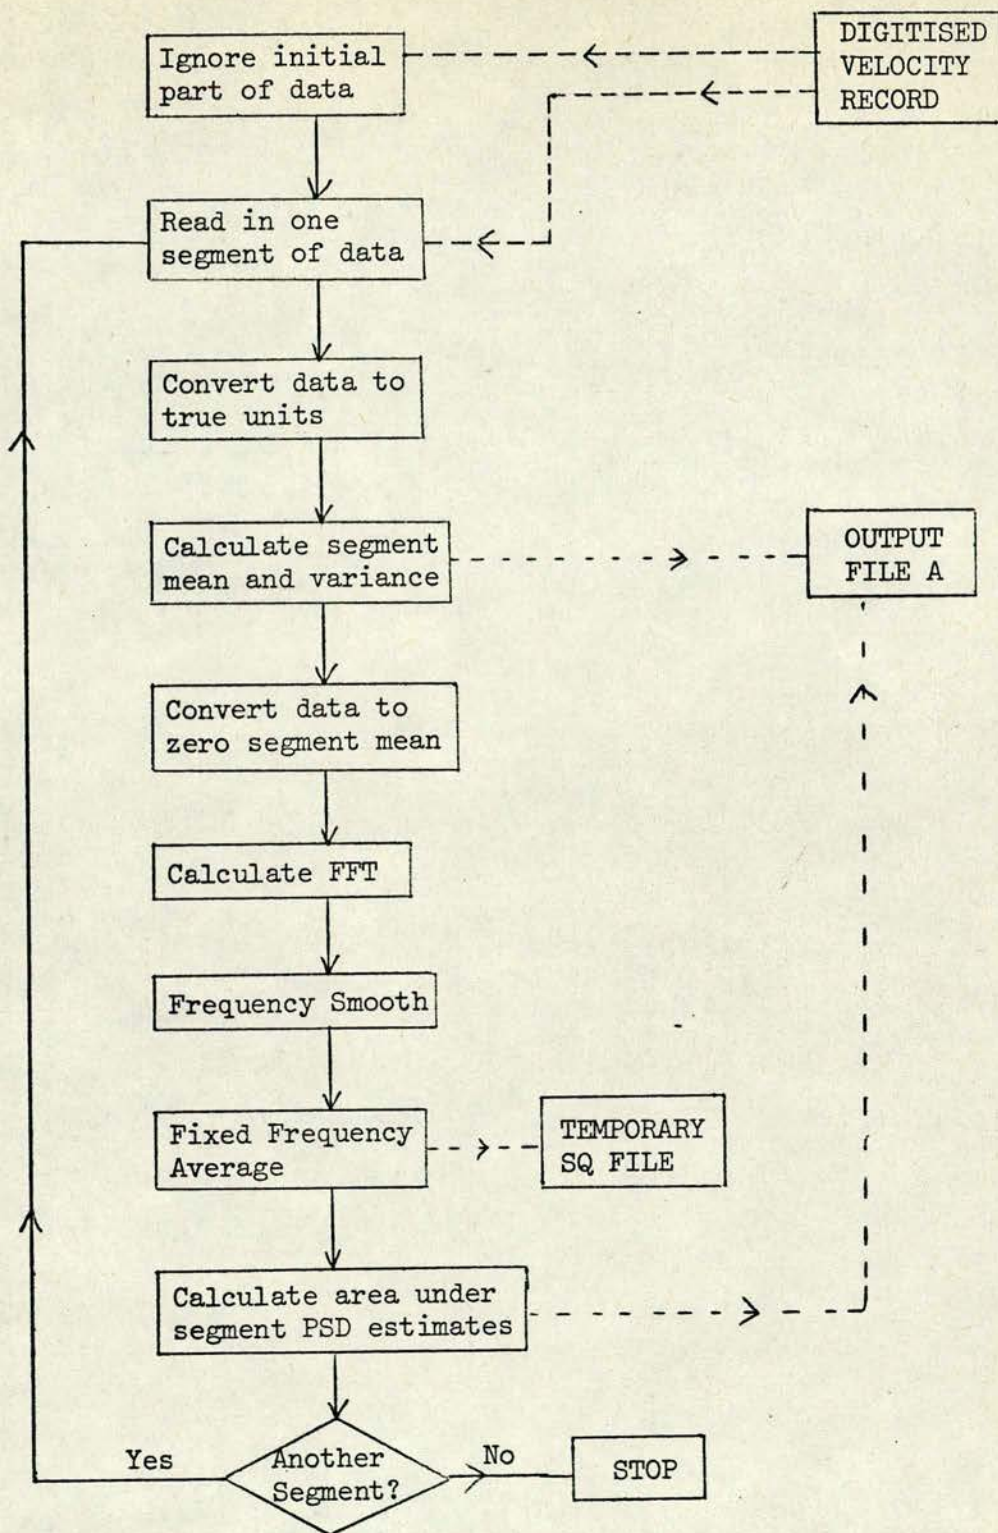 Ignore initial
part of data
DIGITISED
VELOCITY
RECORD
Read in one
segment of data
Convert data to
true units
Calculate segment
mean and variance
OUTPUT
FILE A
Convert data to
zero segment mean
Calculate FFT
Frequency Smooth
Fixed Frequency
Average
TEMPORARY
SQ FILE
Calculate area under
segment PSD estimates
Yes
Another
Segment?
No
STOP